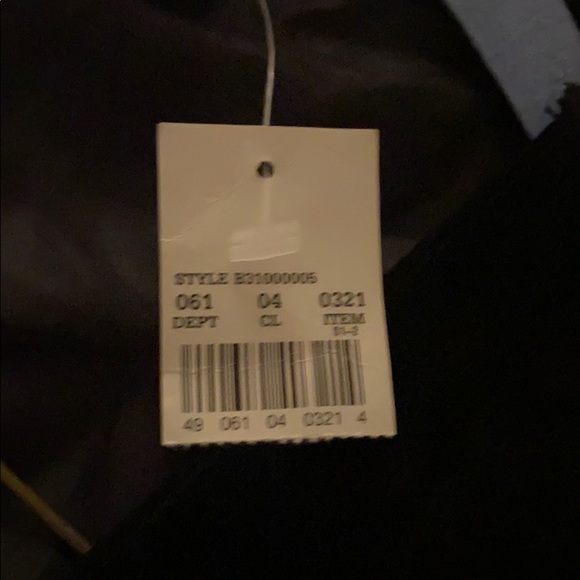 STYLE B31000005
061 04 0321
DEPT CL ITEM
49 061 04 0321 4